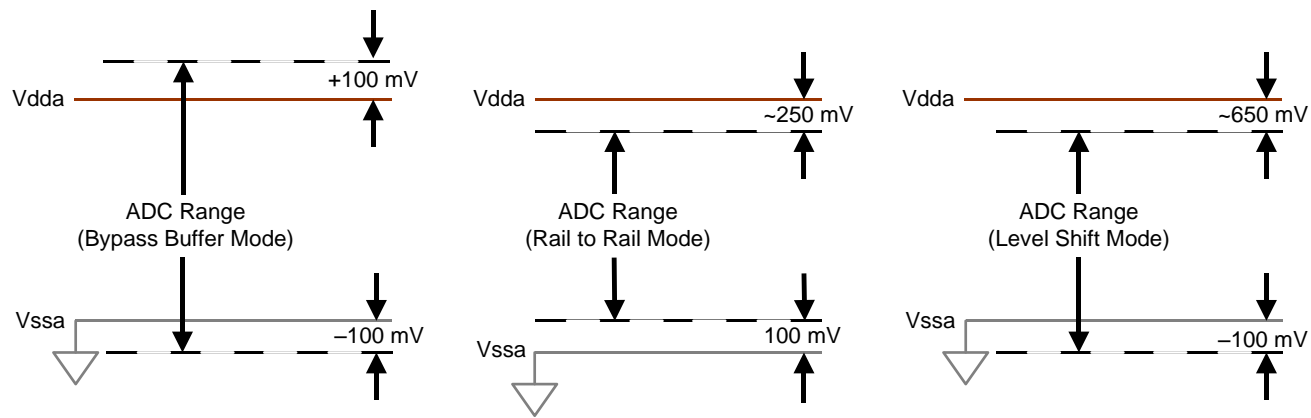 +100 mV
Vdda
ADC Range
(Bypass Buffer Mode)
Vssa
–100 mV
Vdda
~250 mV
ADC Range
(Rail to Rail Mode)
100 mV
Vssa
Vdda
~650 mV
ADC Range
(Level Shift Mode)
Vssa
–100 mV